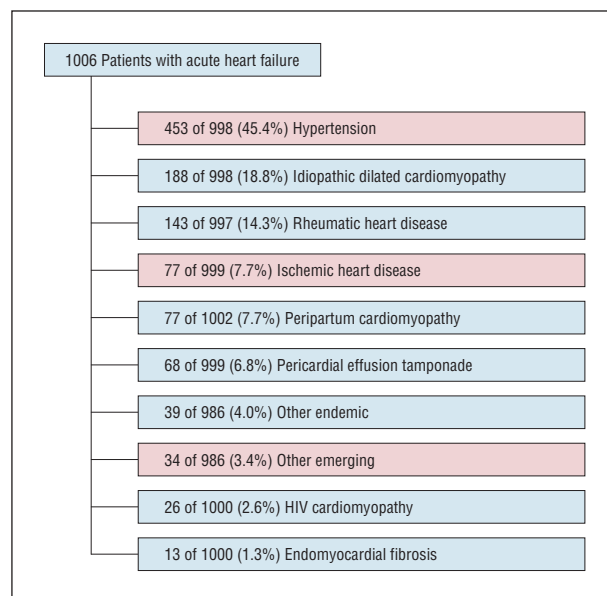 1006 Patients with acute heart failure
453 of 998 (45.4%) Hypertension
188 of 998 (18.8%) Idiopathic dilated cardiomyopathy
143 of 997 (14.3%) Rheumatic heart disease
77 of 999 (7.7%) Ischemic heart disease
77 of 1002 (7.7%) Peripartum cardiomyopathy
68 of 999 (6.8%) Pericardial effusion tamponade
39 of 986 (4.0%) Other endemic
34 of 986 (3.4%) Other emerging
26 of 1000 (2.6%) HIV cardiomyopathy
13 of 1000 (1.3%) Endomyocardial fibrosis